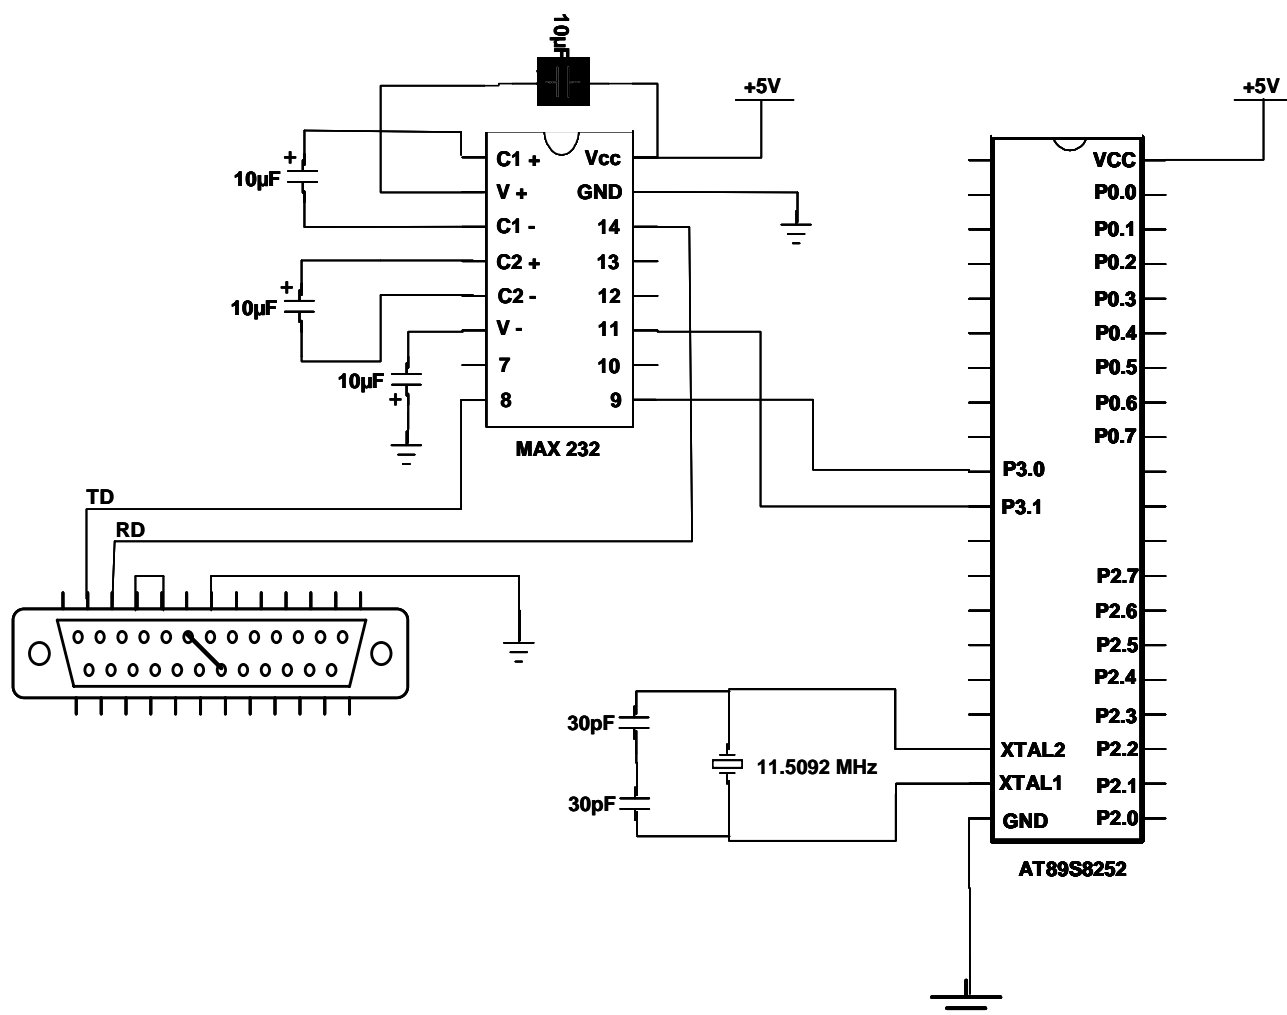 10µF
+5V
+5V
C1 +
V +
C1 -
C2 +
C2 -
V -
7
8
Vcc
GND
14
13
12
11
10
9
MAX 232
+
10µF
+
10µF
10µF
+
TD
RD
VCC
P0.0
P0.1
P0.2
P0.3
P0.4
P0.5
P0.6
P0.7
P3.0
P3.1
P2.7
P2.6
P2.5
P2.4
P2.3
P2.2
P2.1
P2.0
XTAL2
XTAL1
GND
AT89S8252
30pF
30pF
11.5092 MHz